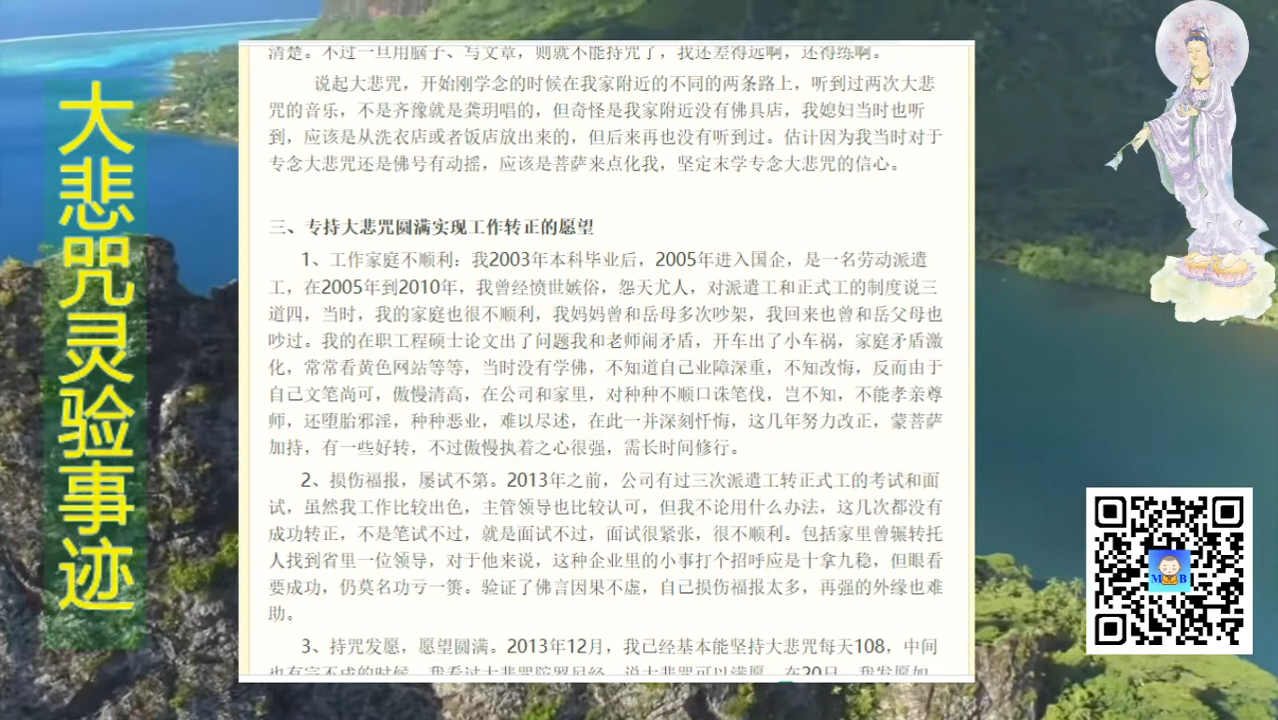 大悲咒灵验事迹
清楚。不过一旦用脑子、写文章，则就不能持咒了，我还差得远啊，还得练啊。
说起大悲咒，开始刚学念的时候在我家附近的不同的两条路上，听到过两次大悲
咒的音乐，不是齐豫就是龚玥唱的，但奇怪是我家附近没有佛具店，我媳妇当时也听
到，应该是从洗衣店或者饭店放出来的，但后来再也没有听到过。估计因为我当时对于
专念大悲咒还是佛号有动摇，应该是菩萨来点化我，坚定末学专念大悲咒的信心。
三、专持大悲咒圆满实现工作转正的愿望
1、工作家庭不顺利：我2003年本科毕业后，2005年进入国企，是一名劳动派遣
工，在2005年到2010年，我曾经愤世嫉俗，怨天尤人，对派遣工和正式工的制度说三
道四，当时，我的家庭也很不顺利，我妈妈曾和岳母多次吵架，我回来也曾和岳父母也
吵过。我的在职工程硕士论文出了问题我和老师闹矛盾，开车出了小车祸，家庭矛盾激
化，常常看黄色网站等等，当时没有学佛，不知道自己业障深重，不知改悔，反而由于
自己文笔尚可，傲慢清高，在公司和家里，对种种不顺口诛笔伐，岂不知，不能孝亲尊
师，还堕胎邪淫，种种恶业，难以尽述，在此一并深刻忏悔，这几年努力改正，蒙菩萨
加持，有一些好转，不过傲慢执着之心很强，需长时间修行。
2、损伤福报，屡试不第。2013年之前，公司有过三次派遣工转正式工的考试和面
试，虽然我工作比较出色，主管领导也比较认可，但我不论用什么办法，这几次都没有
成功转正，不是笔试不过，就是面试不过，面试很紧张，很不顺利。包括家里曾辗转托
人找到省里一位领导，对于他来说，这种企业里的小事打个招呼应是十拿九稳，但眼看
要成功，仍莫名功亏一篑。验证了佛言因果不虚，自己损伤福报太多，再强的外缘也难
助。
3、持咒发愿，愿望圆满。2013年12月，我已经基本能坚持大悲咒每天108，中间
也有完不成的时候，我看过大悲咒陀罗尼经，说大悲咒可以满愿，在20日，我发愿如
M B